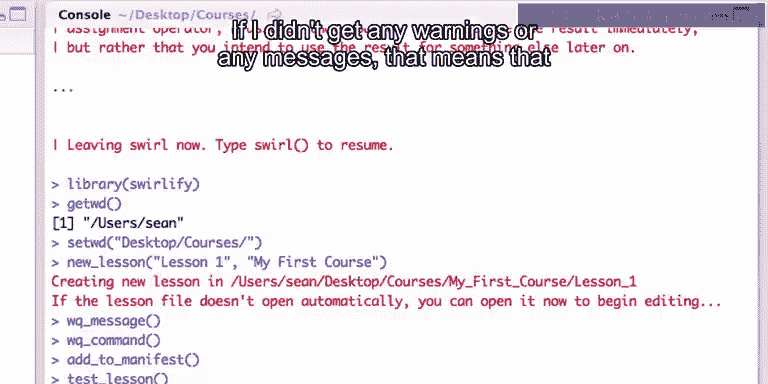 Console ~/Desktop/Courses/
If I didn't get any warnings or
any messages, that means that
| assignment operator, result immediately,
| but rather that you intend to use the result for something else later on.
...
| Leaving swirl now. Type swirl() to resume.
> library(swirlify)
> getwd()
[1] "/Users/sean"
> setwd("Desktop/Courses/")
> new_lesson("Lesson 1", "My First Course")
Creating new lesson in /Users/sean/Desktop/Courses/My_First_Course/Lesson_1
If the lesson file doesn't open automatically, you can open it now to begin editing...
> wq_message()
> wq_command()
> add_to_manifest()
> test_lesson()